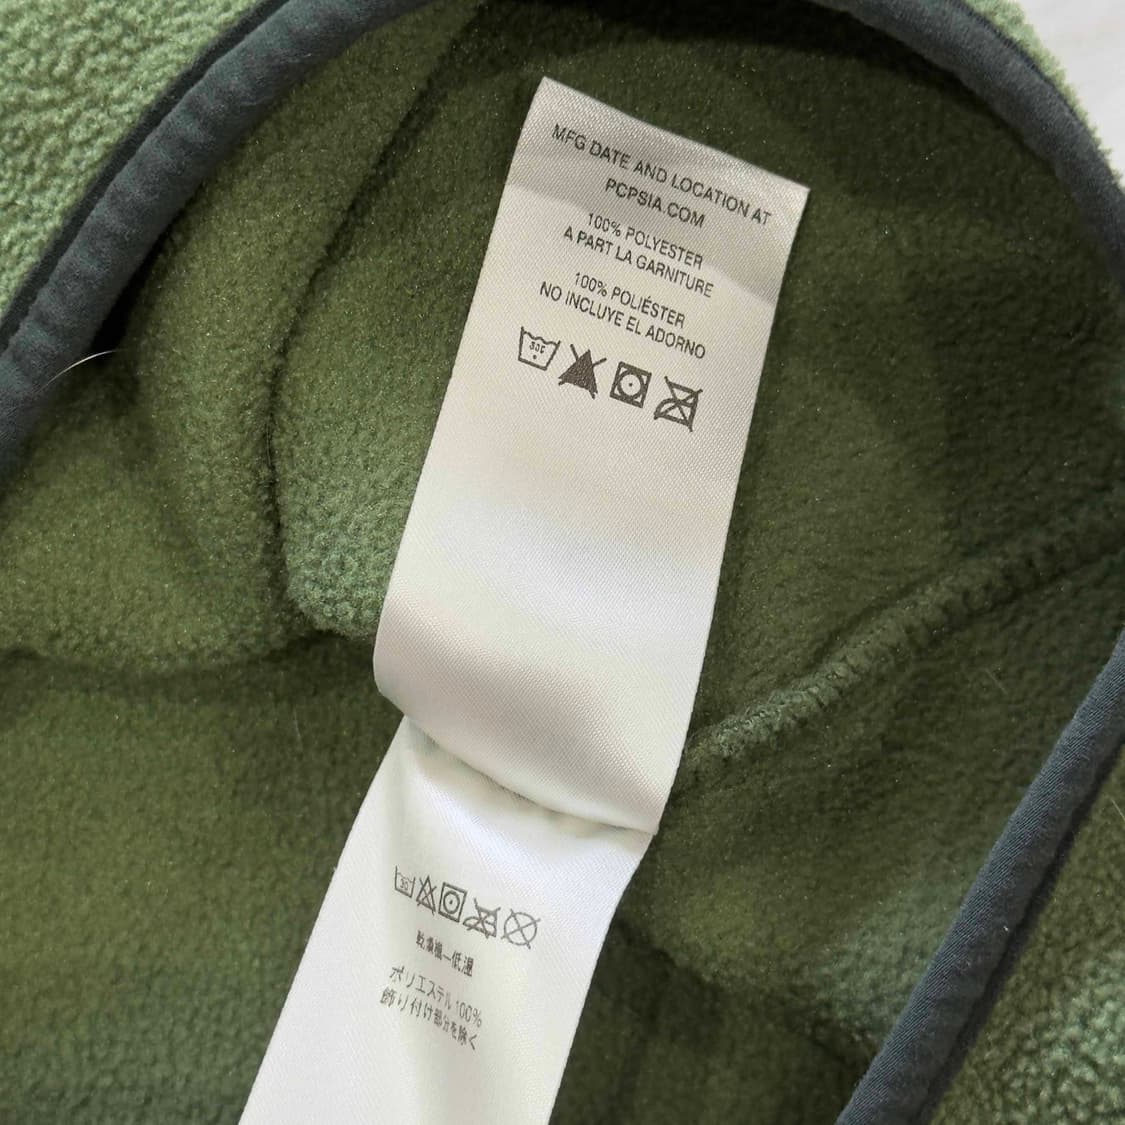 MFG DATE AND LOCATION AT
PCPSIA.COM
100% POLYESTER
A PART LA GARNITURE
100% POLIÉSTER
NO INCLUYE EL ADORNO
30C
30
乾燥機—低温
ポリエステル 100%
飾り付け部分を除く